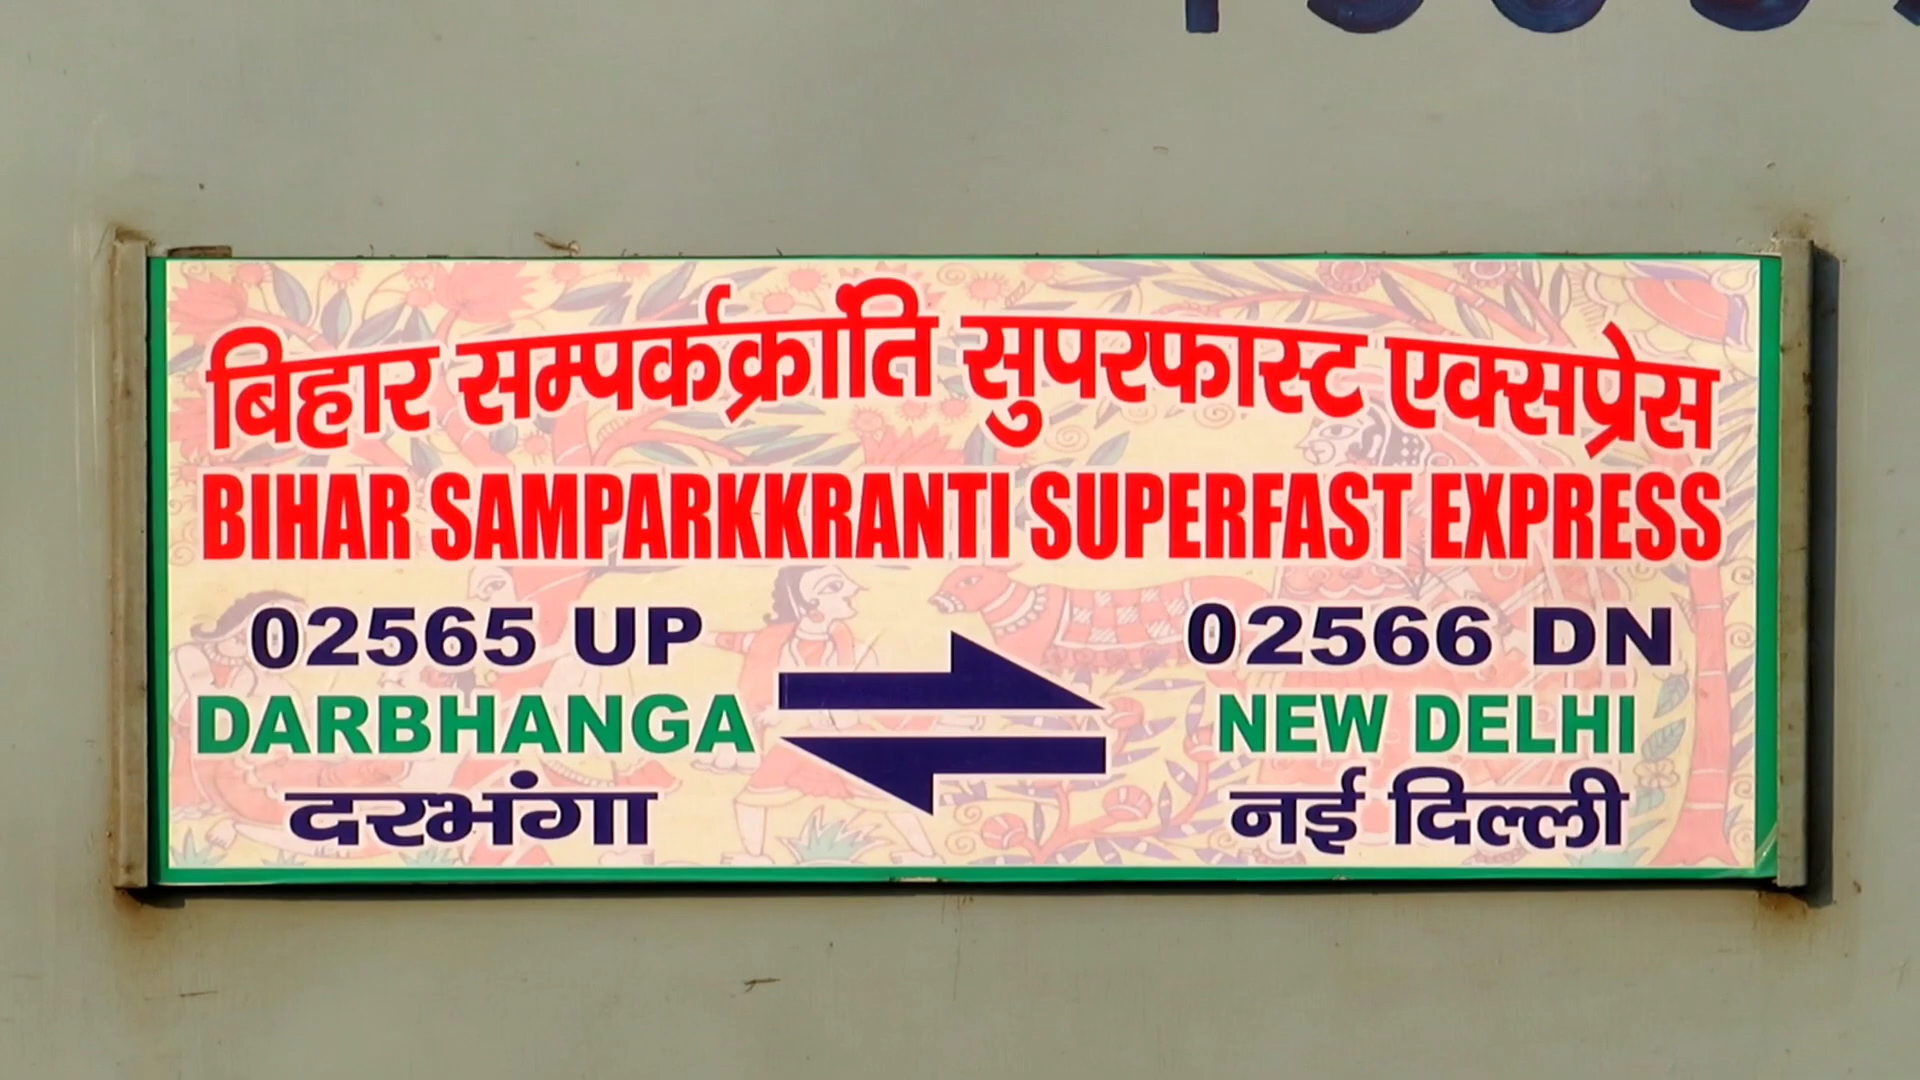 बिहार सम्पर्कक्रांति सुपरफास्ट एक्सप्रेस
BIHAR SAMPARKKRANTI SUPERFAST EXPRESS
02565 UP
02566 DN
DARBHANGA
NEW DELHI
दरभंगा
नई दिल्ली